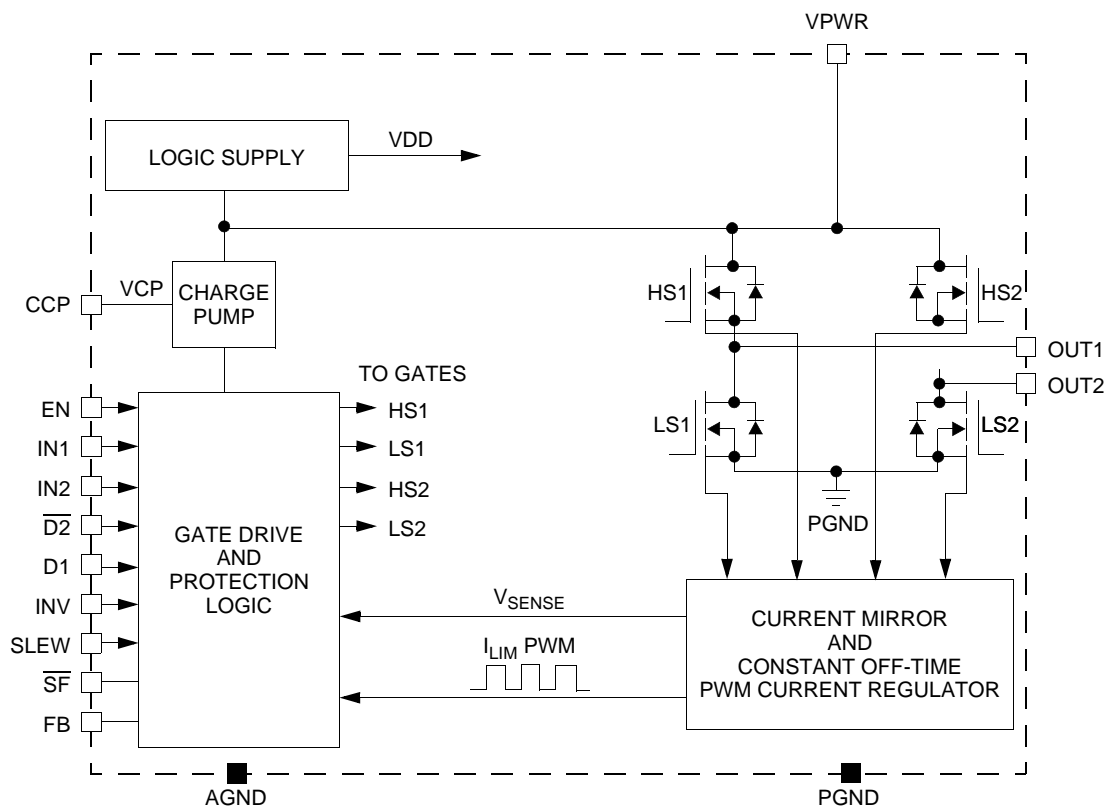 VPWR
VDD
LOGIC SUPPLY
CCP
VCP
CHARGE
PUMP
HS1
HS2
OUT1
OUT2
TO GATES
EN
HS1
LS1
LS2
IN1
LS1
IN2
HS2
PGND
D2
LS2
GATE DRIVE
AND
PROTECTION
LOGIC
D1
INV
VSENSE
CURRENT MIRROR
AND
CONSTANT OFF-TIME
PWM CURRENT REGULATOR
SLEW
ILIM PWM
SF
FB
AGND
PGND